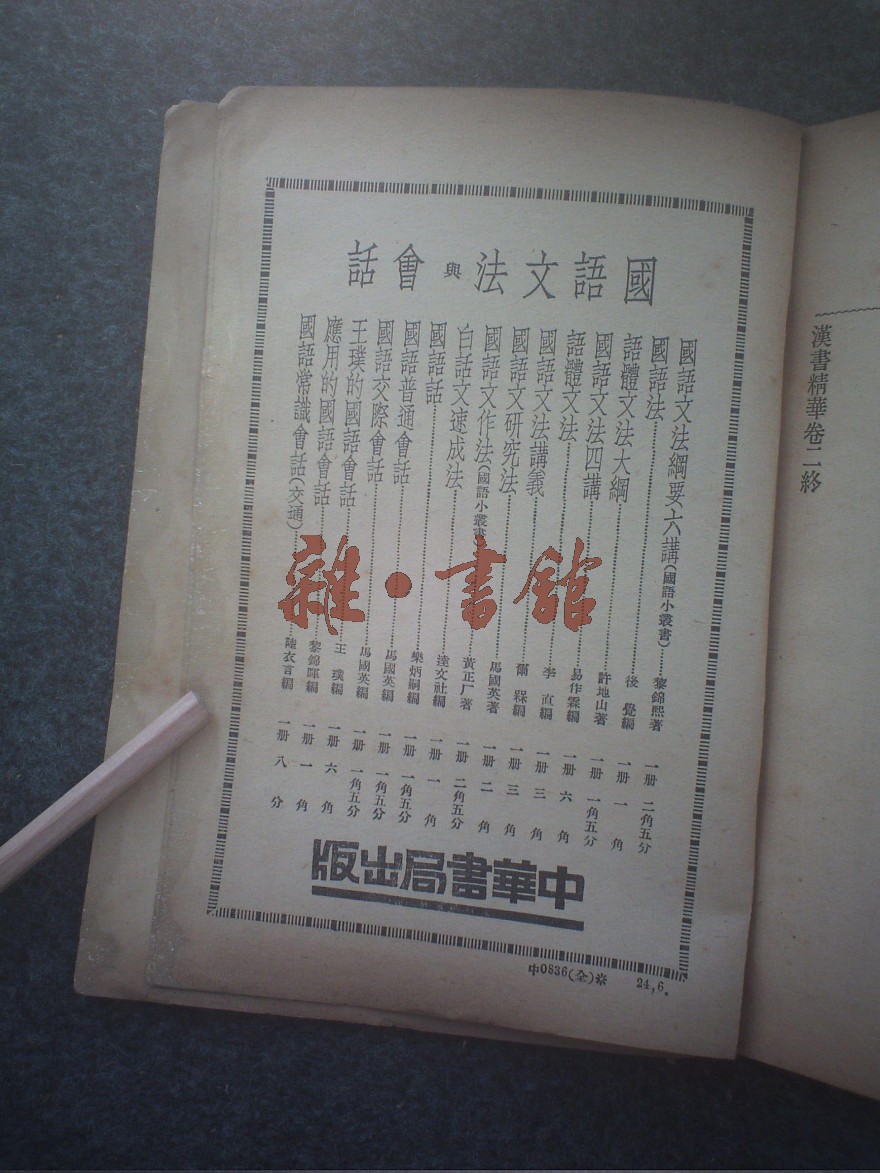 漢書精華卷二終
國語文法與會話
國語文法綱要六講(國語小叢書)……黎錦熙著 一册 二角五分
國語法……後覺編 一册 一角
語體文法大綱……許地山著 一册 一角五分
國語文法四講……易作霖編 一册 六角
語體文法……李直編 一册 三角
國語文法講義……編 一册 三角
國語文研究法……馬國英著 一册 二角
國語文作法(國語小叢書)……黃正厂著 一册 二角五分
白話文速成法……達文社編 一册 一角
國語話……樂炳嗣編 一册 一角五分
國語普通會話……馬國英編 一册 一角五分
國語交際會話……馬國英編 一册 一角五分
王璞的國語會話……王璞編 一册 六角
應用的國語會話……黎錦暉編 一册 一角
國語常識會話(交通)……陸衣言編 一册 八分
中華書局出版
中0836(全)※ 24,6.
雜·書館